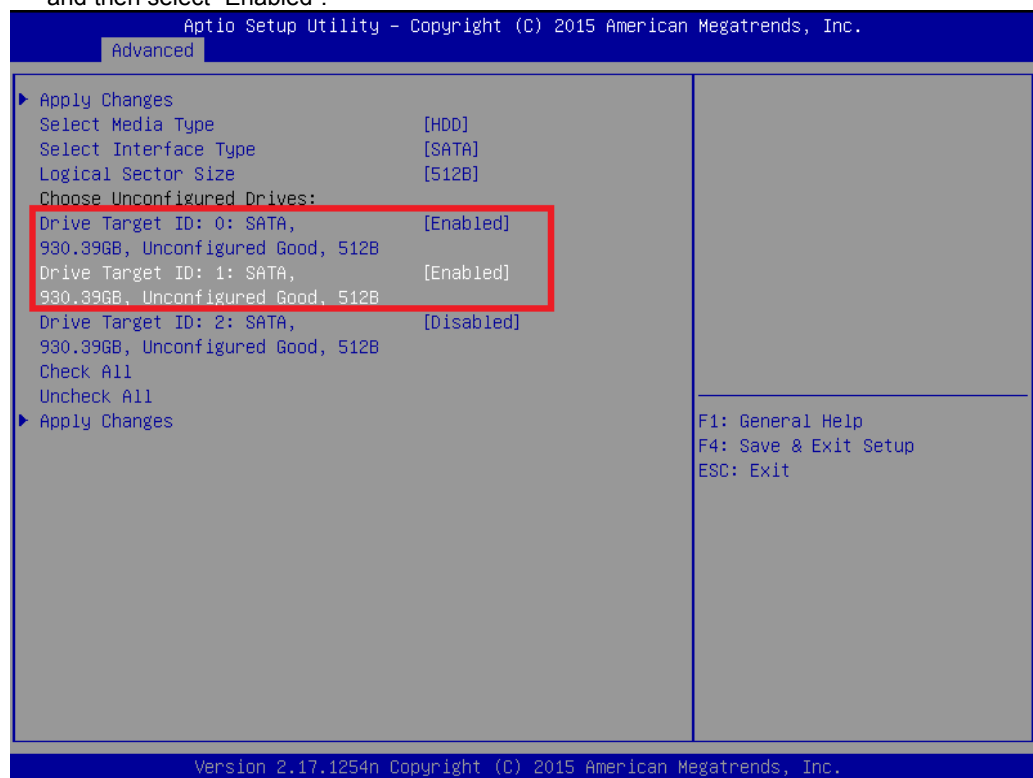 and then select "Enabled".
Aptio Setup Utility – Copyright (C) 2015 American Megatrends, Inc.
Advanced
▶ Apply Changes
Select Media Type [HDD]
Select Interface Type [SATA]
Logical Sector Size [512B]
Choose Unconfigured Drives:
Drive Target ID: 0: SATA, [Enabled]
930.39GB, Unconfigured Good, 512B
Drive Target ID: 1: SATA, [Enabled]
930.39GB, Unconfigured Good, 512B
Drive Target ID: 2: SATA, [Disabled]
930.39GB, Unconfigured Good, 512B
Check All
Uncheck All
▶ Apply Changes
F1: General Help
F4: Save & Exit Setup
ESC: Exit
Version 2.17.1254n Copyright (C) 2015 American Megatrends, Inc.